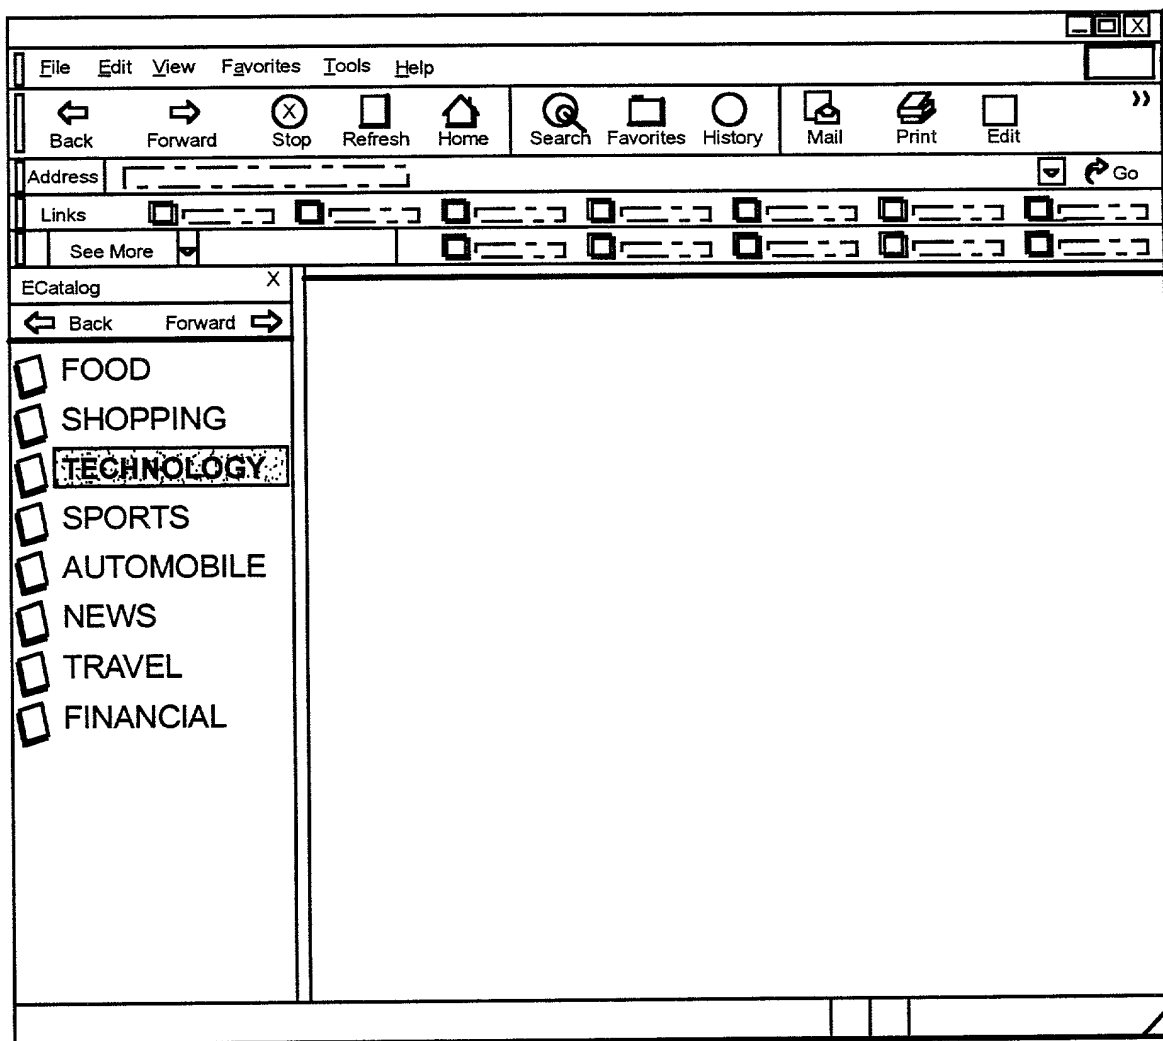 X
File Edit View Favorites Tools Help
X
Back Forward Stop Refresh Home Search Favorites History Mail Print Edit
Address Go
Links
See More
ECatalog X
Back Forward
FOOD
SHOPPING
TECHNOLOGY
SPORTS
AUTOMOBILE
NEWS
TRAVEL
FINANCIAL